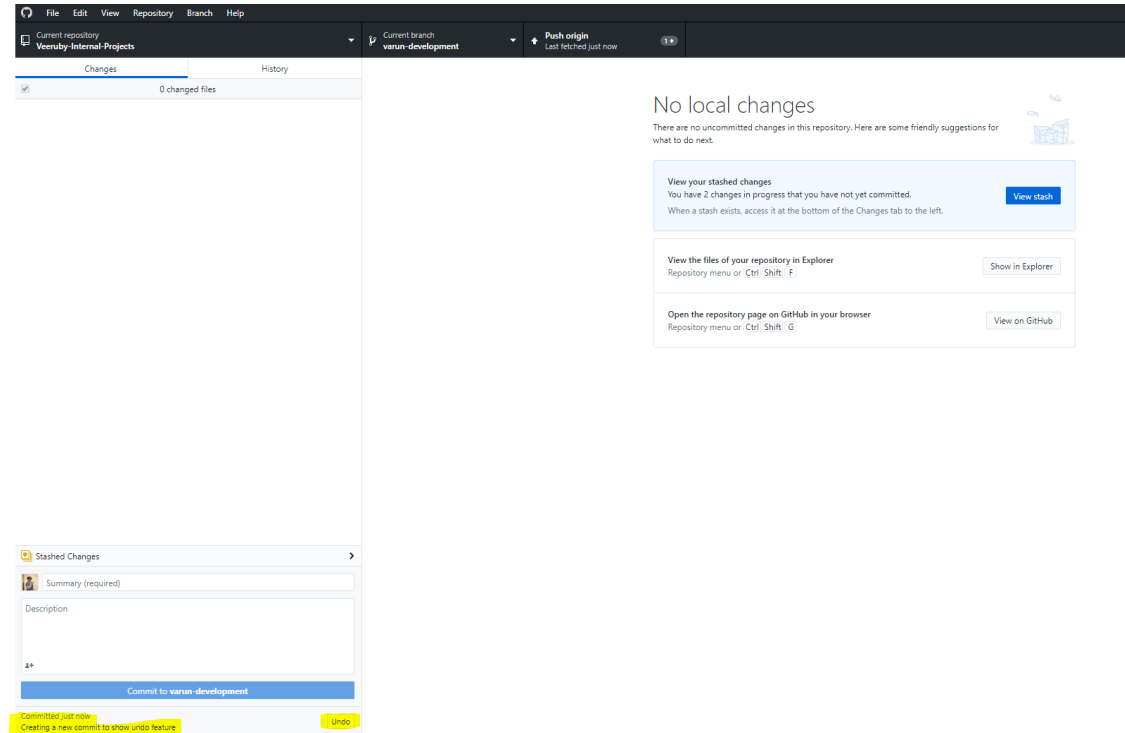 File Edit View Repository Branch Help
Current repository
Veeruby-Internal-Projects
Current branch
varun-development
Push origin
Last fetched just now
1
Changes
History
0 changed files
No local changes
There are no uncommitted changes in this repository. Here are some friendly suggestions for
what to do next.
View your stashed changes
You have 2 changes in progress that you have not yet committed.
When a stash exists, access it at the bottom of the Changes tab to the left.
View stash
View the files of your repository in Explorer
Repository menu or Ctrl Shift F
Show in Explorer
Open the repository page on GitHub in your browser
Repository menu or Ctrl Shift G
View on GitHub
Stashed Changes
Summary (required)
Description
Commit to varun-development
Committed just now
Creating a new commit to show undo feature
Undo